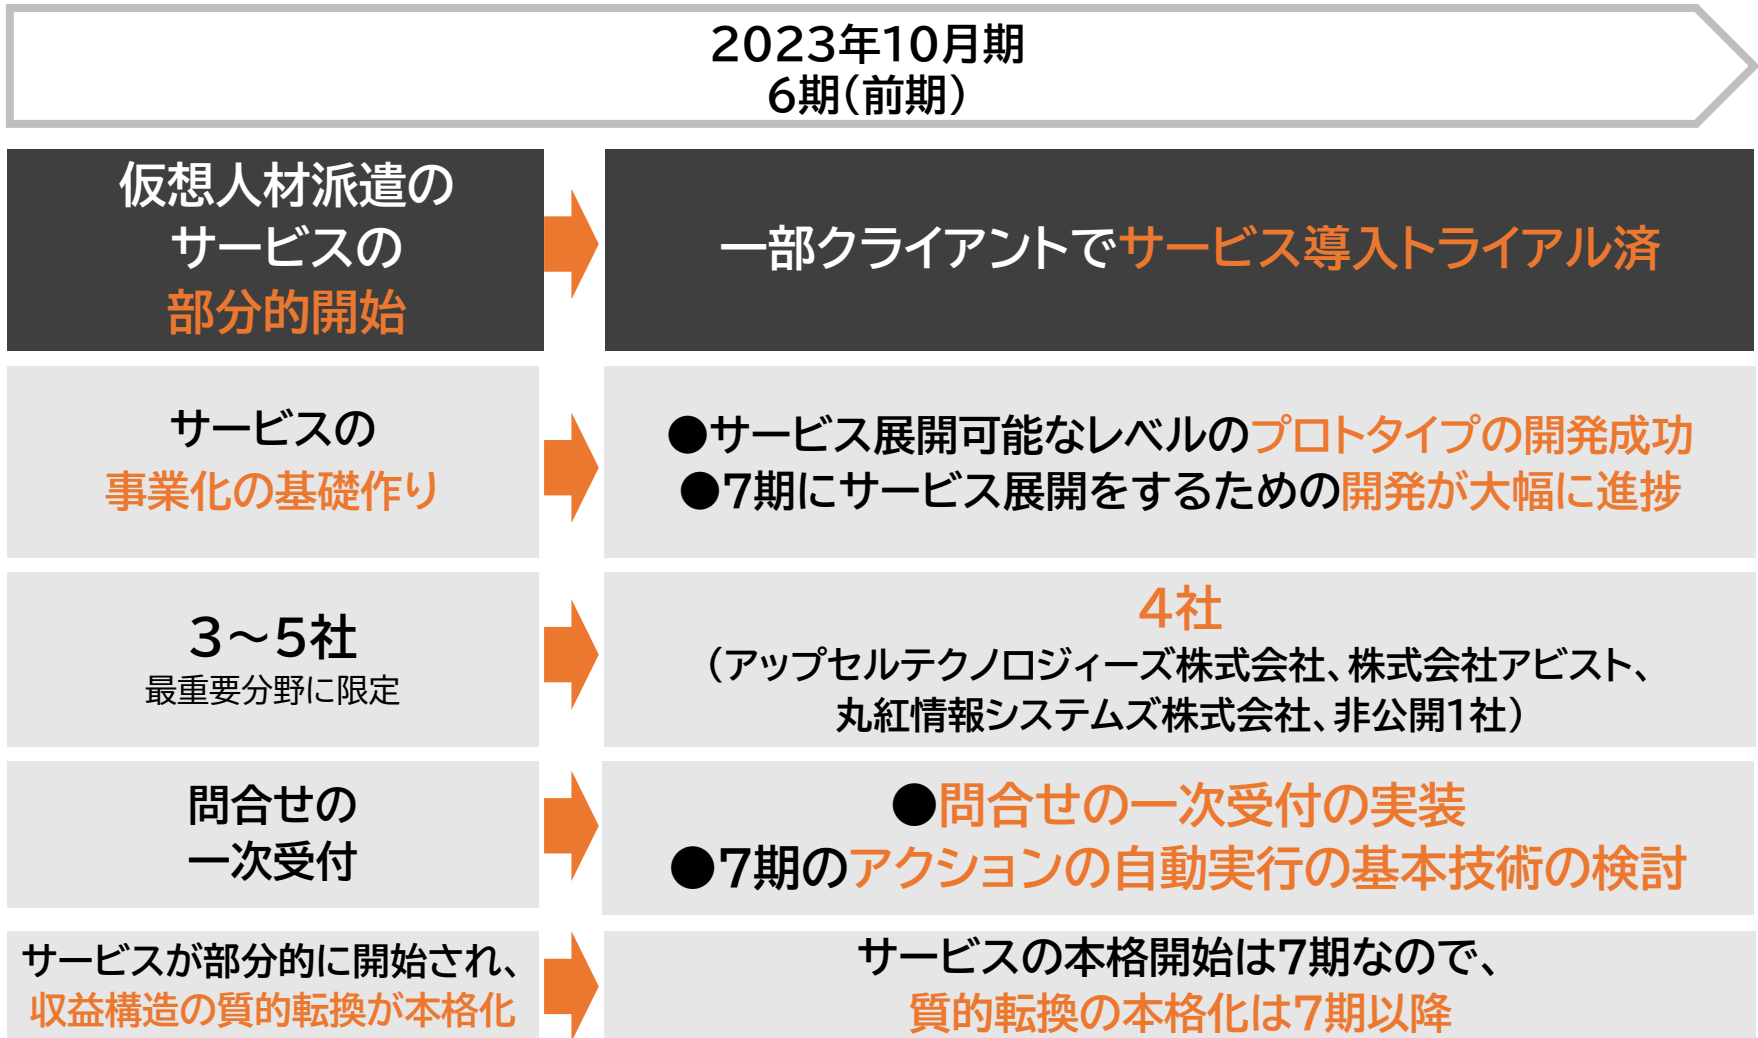 2023年10月期
6期(前期)
仮想人材派遣の
サービスの
部分的開始
一部クライアントでサービス導入トライアル済
サービスの
事業化の基礎作り
●サービス展開可能なレベルのプロトタイプの開発成功
●7期にサービス展開をするための開発が大幅に進捗
3～5社
最重要分野に限定
4社
(アップセルテクノロジィーズ株式会社、株式会社アビスト、
丸紅情報システムズ株式会社、非公開1社)
問合せの
一次受付
●問合せの一次受付の実装
●7期のアクションの自動実行の基本技術の検討
サービスが部分的に開始され、
収益構造の質的転換が本格化
サービスの本格開始は7期なので、
質的転換の本格化は7期以降